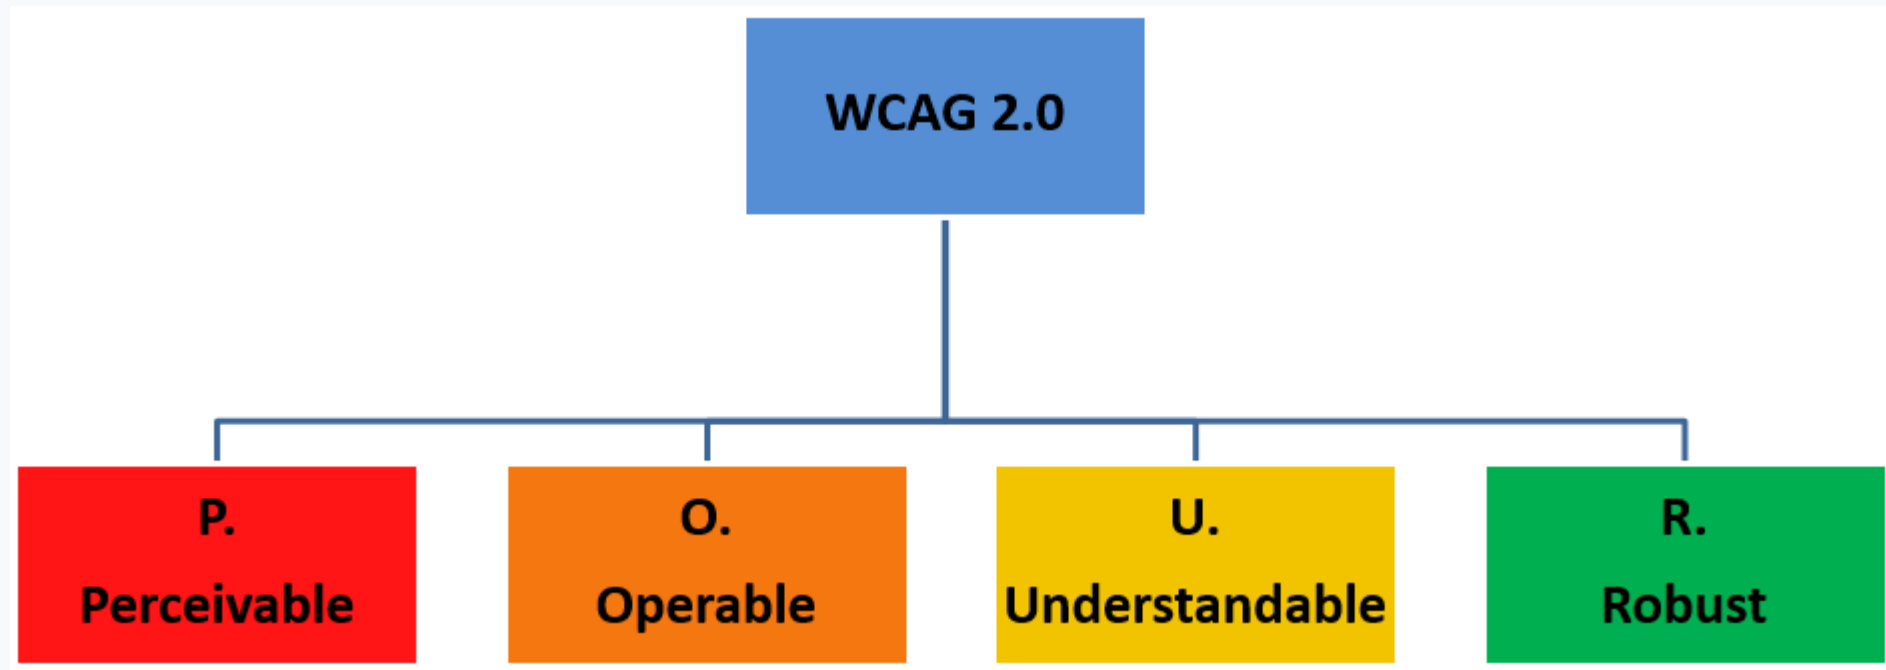 WCAG 2.0
P.
Perceivable
O.
Operable
U.
Understandable
R.
Robust